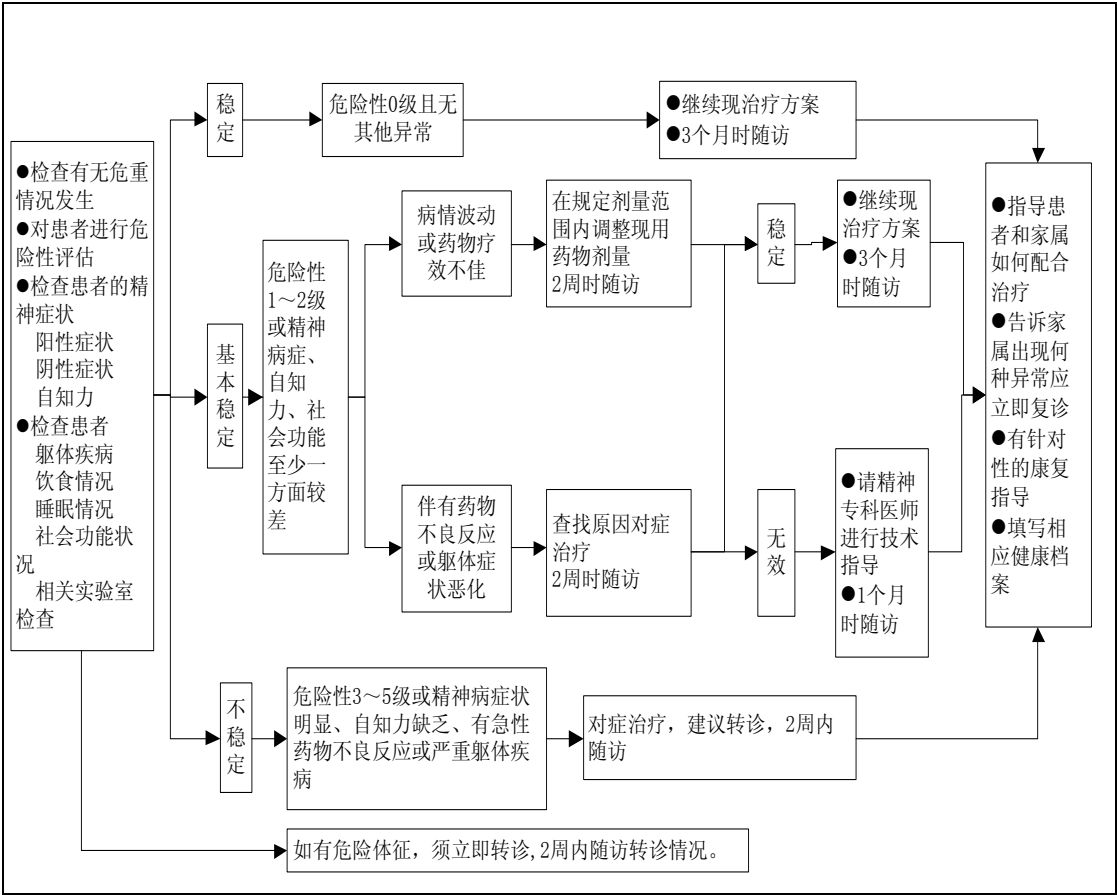 ●检查有无危重
情况发生
●对患者进行危
险性评估
●检查患者的精
神症状
阳性症状
阴性症状
自知力
●检查患者
躯体疾病
饮食情况
睡眠情况
社会功能状
况
相关实验室
检查
稳
定
危险性0级且无
其他异常
●继续现治疗方案
●3个月时随访
基
本
稳
定
危险性
1～2级
或精神
病症、
自知
力、社
会功能
至少一
方面较
差
病情波动
或药物疗
效不佳
在规定剂量范
围内调整现用
药物剂量
2周时随访
稳
定
●继续现
治疗方案
●3个月
时随访
伴有药物
不良反应
或躯体症
状恶化
查找原因对症
治疗
2周时随访
无
效
●请精神
专科医师
进行技术
指导
●1个月
时随访
不
稳
定
危险性3～5级或精神病症状
明显、自知力缺乏、有急性
药物不良反应或严重躯体疾
病
对症治疗，建议转诊，2周内
随访
●指导患
者和家属
如何配合
治疗
●告诉家
属出现何
种异常应
立即复诊
●有针对
性的康复
指导
●填写相
应健康档
案
如有危险体征，须立即转诊,2周内随访转诊情况。